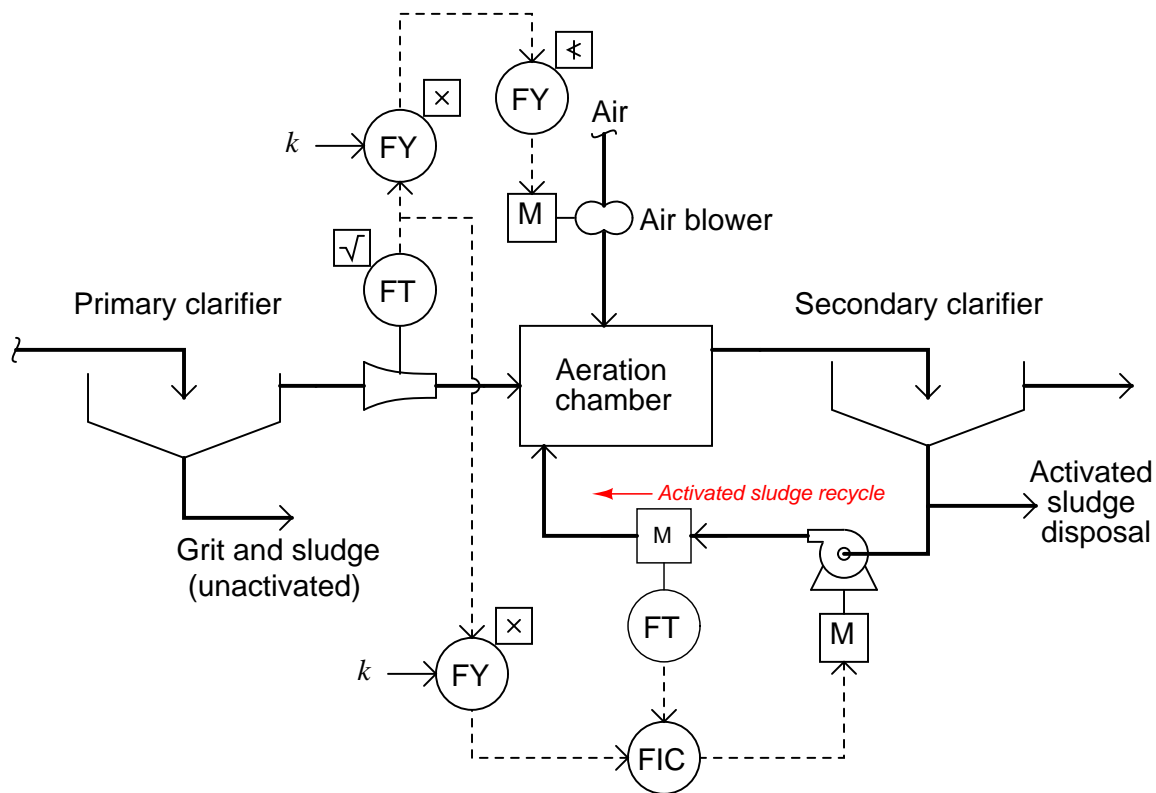 ×
∢
FY
Air
k
FY
M
Air blower
√
FT
Primary clarifier
Secondary clarifier
Aeration
chamber
Activated sludge recycle
Activated
sludge
disposal
M
Grit and sludge
(unactivated)
×
FT
M
k
FY
FIC